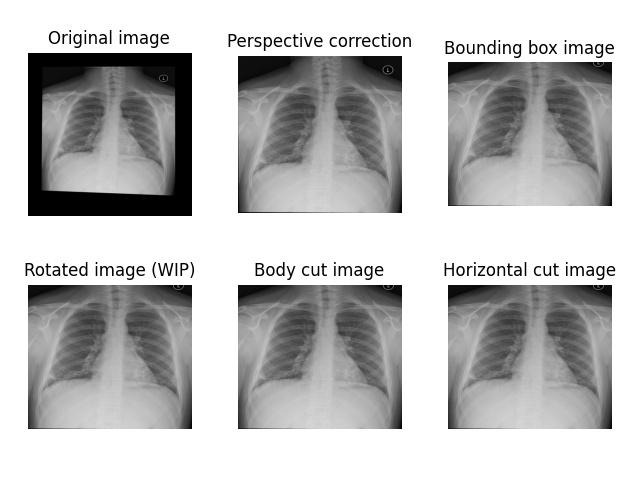 Original image
Perspective correction
Bounding box image
Rotated image (WIP)
Body cut image
Horizontal cut image